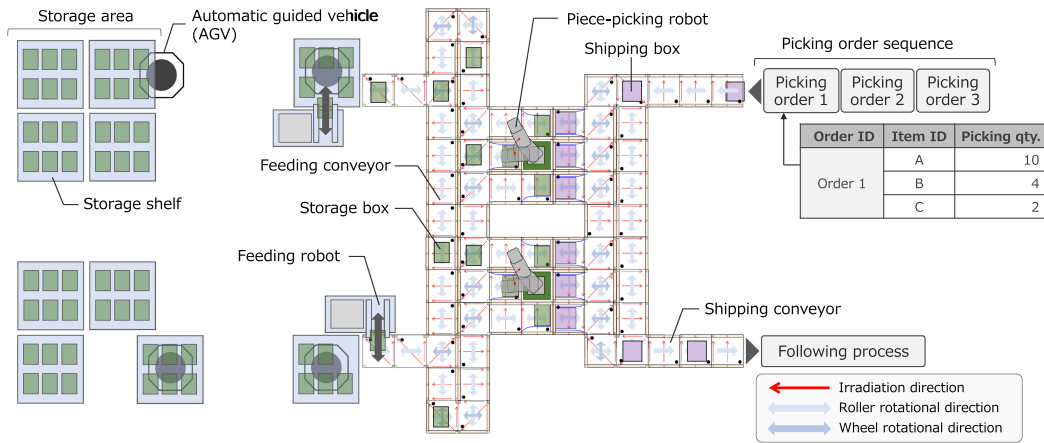 Storage area
Automatic guided vehicle
(AGV)
Piece-picking robot
Shipping box
Picking order sequence
Picking
order 1
Picking
order 2
Picking
order 3
Order ID Item ID Picking qty.
Order 1
A 10
B 4
C 2
Feeding conveyor
Storage shelf
Storage box
Feeding robot
Shipping conveyor
Following process
Irradiation direction
Roller rotational direction
Wheel rotational direction